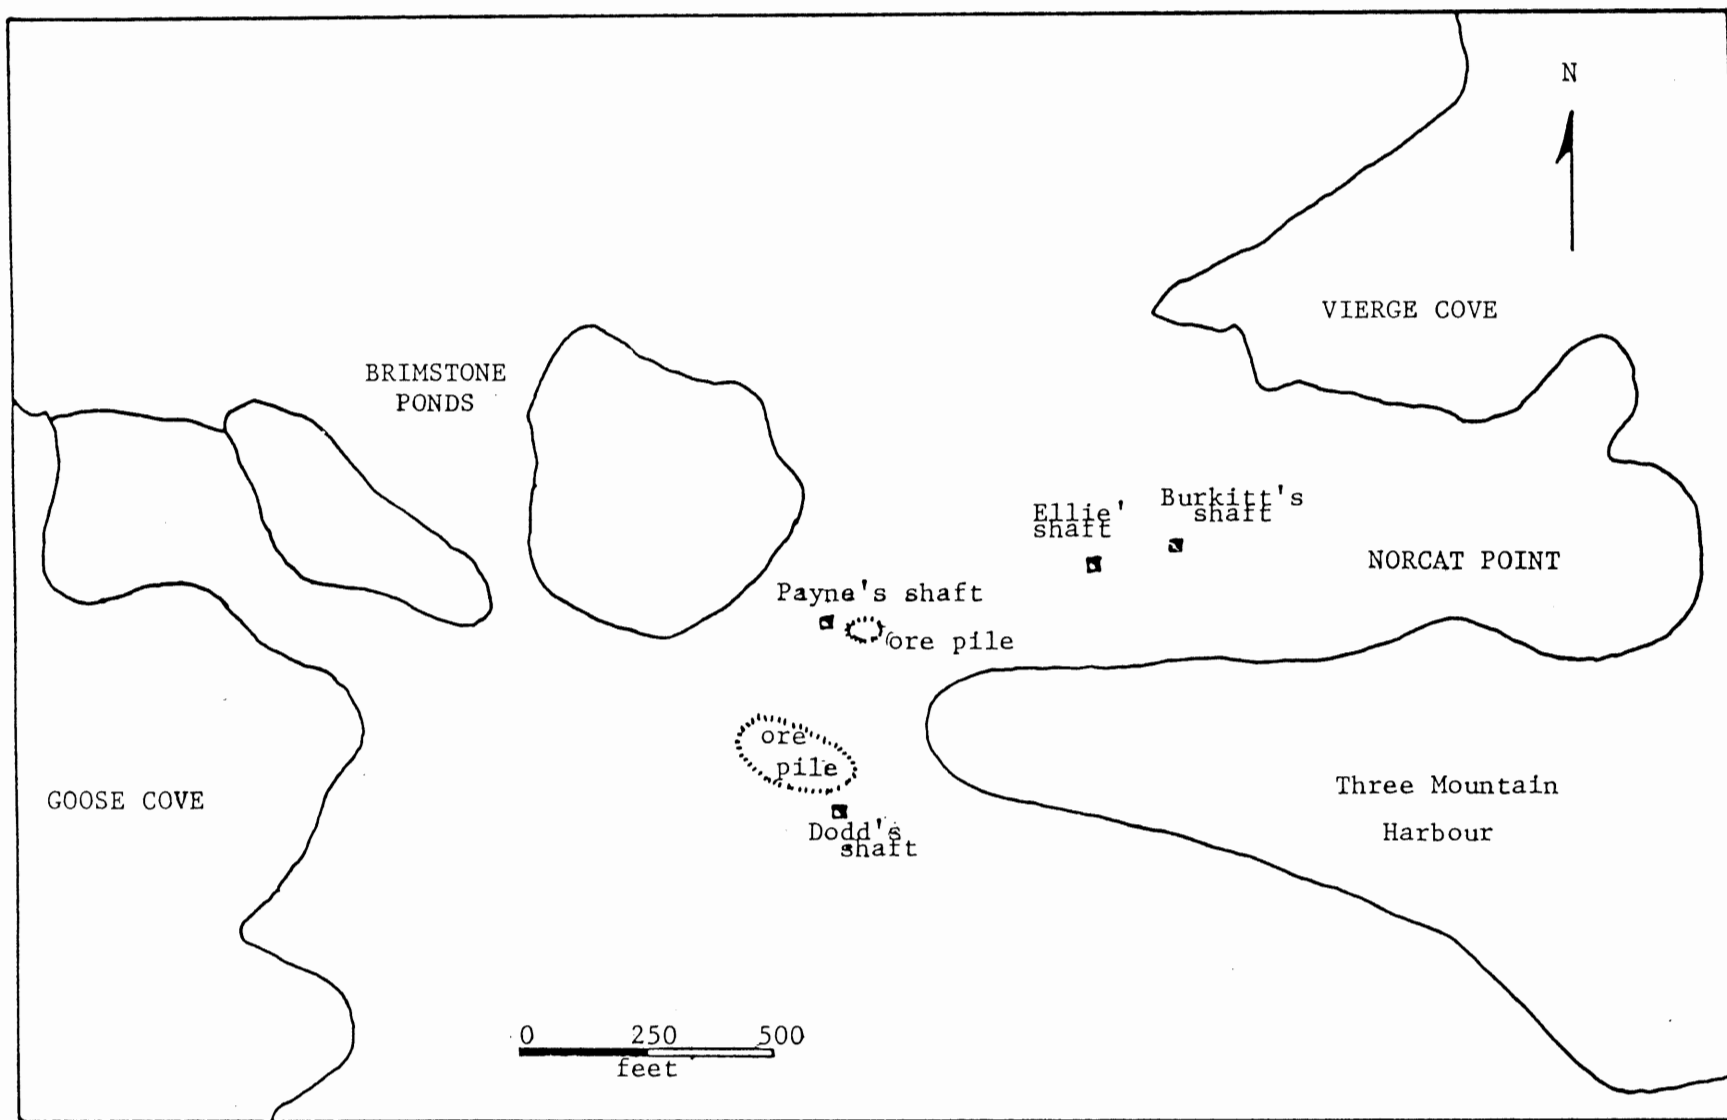 N
VIERGE COVE
BRIMSTONE
PONDS
Ellie'
shaft
Burkitt's
shaft
NORCAT POINT
Payne's shaft
ore pile
ore
pile
GOOSE COVE
Three Mountain
Harbour
Dodd's
shaft
0 250 500
feet